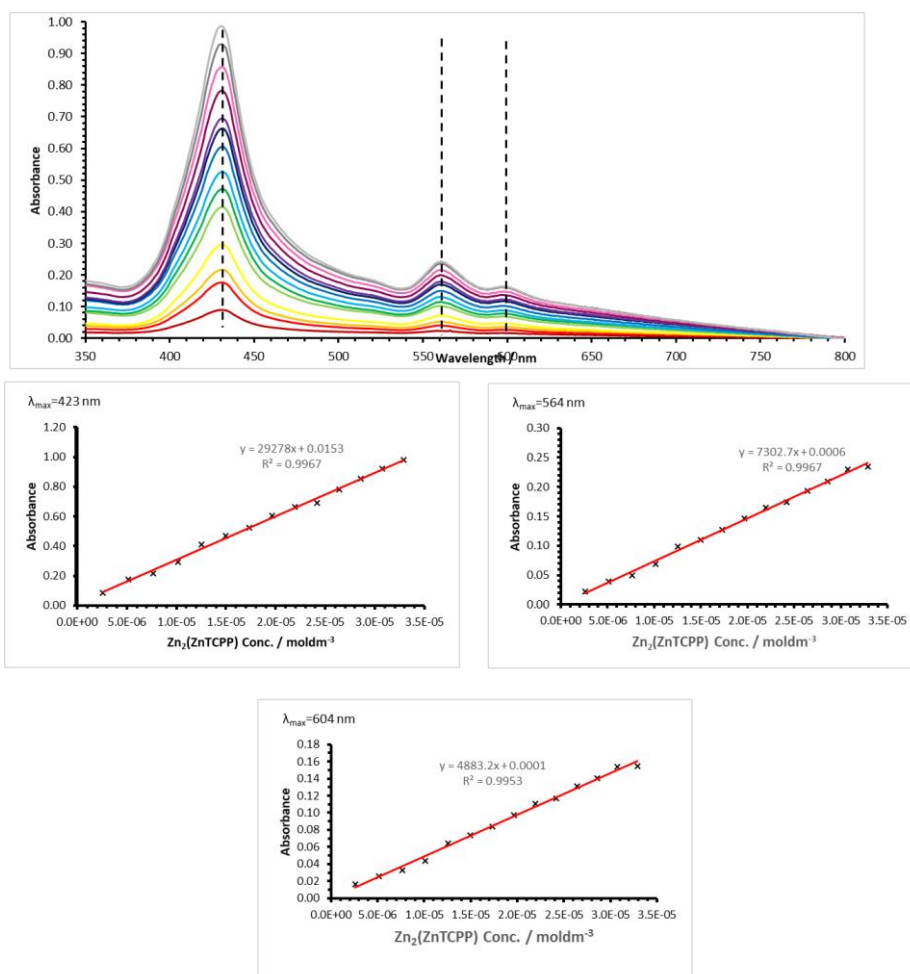 1.00
0.90
0.80
0.70
0.60
0.50
0.40
0.30
0.20
0.10
0.00
Absorbance
350 400 450 500 550 600 650 700 750 800
Wavelength / nm
λmax=423 nm
1.20
1.00
0.80
0.60
0.40
0.20
0.00
Absorbance
y = 29278x + 0.0153
R² = 0.9967
0.0E+00 5.0E-06 1.0E-05 1.5E-05 2.0E-05 2.5E-05 3.0E-05 3.5E-05
Zn₂(ZnTCPP) Conc. / moldm⁻³
λmax=564 nm
0.30
0.25
0.20
0.15
0.10
0.05
0.00
Absorbance
y = 7302.7x + 0.0006
R² = 0.9967
0.0E+00 5.0E-06 1.0E-05 1.5E-05 2.0E-05 2.5E-05 3.0E-05 3.5E-05
Zn₂(ZnTCPP) Conc. / moldm⁻³
λmax=604 nm
0.18
0.16
0.14
0.12
0.10
0.08
0.06
0.04
0.02
0.00
Absorbance
y = 4883.2x + 0.0001
R² = 0.9953
0.0E+00 5.0E-06 1.0E-05 1.5E-05 2.0E-05 2.5E-05 3.0E-05 3.5E-05
Zn₂(ZnTCPP) Conc. / moldm⁻³